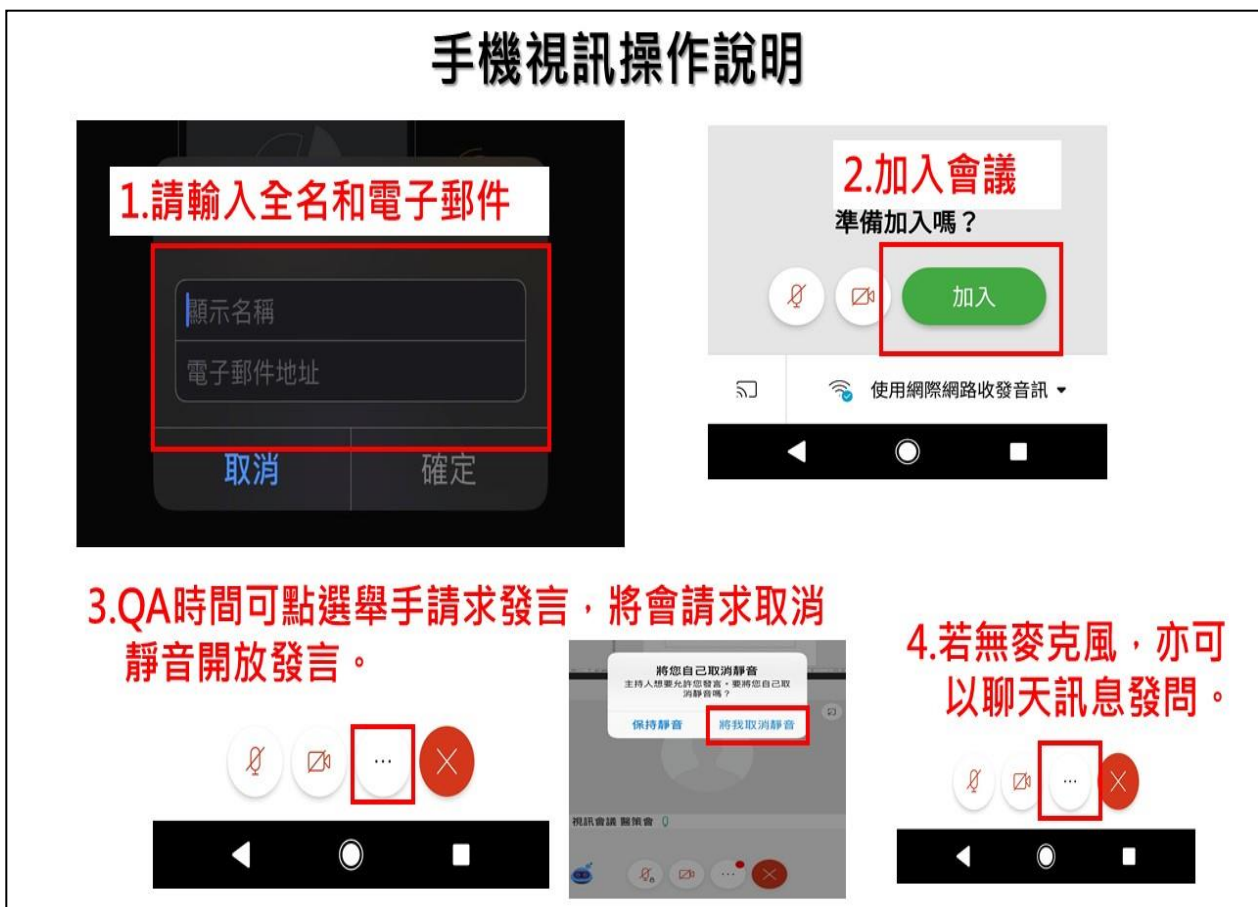 手機視訊操作說明
1.請輸入全名和電子郵件
顯示名稱
電子郵件地址
取消
確定
2.加入會議
準備加入嗎？
加入
使用網際網路收發音訊
3.QA時間可點選舉手請求發言，將會請求取消
靜音開放發言。
將您自己取消靜音
主持人想要允許您發言。要將您自己取
消靜音嗎？
保持靜音
將我取消靜音
視訊會議 醫策會
4.若無麥克風，亦可
以聊天訊息發問。